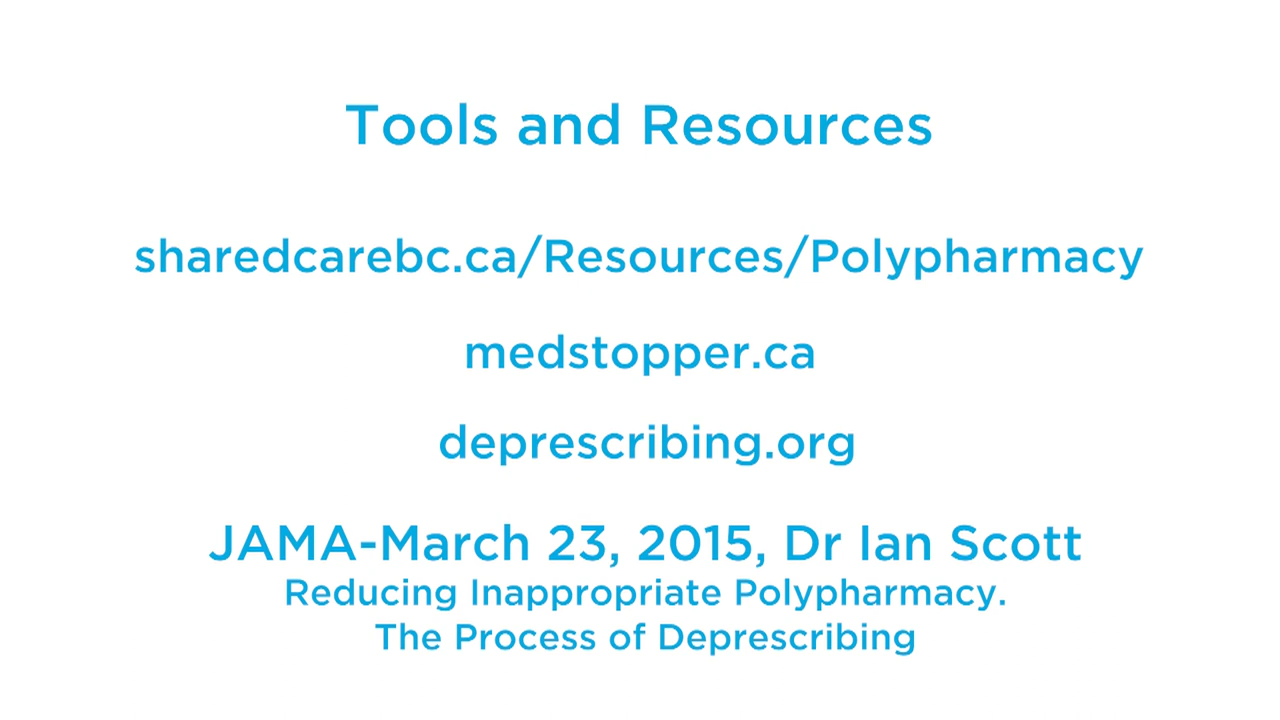 Tools and Resources
sharedcarebc.ca/Resources/Polypharmacy
medstopper.ca
deprescribing.org
JAMA-March 23, 2015, Dr Ian Scott
Reducing Inappropriate Polypharmacy.
The Process of Deprescribing